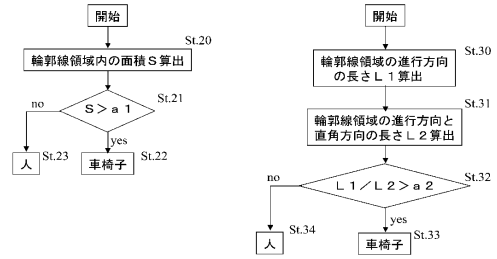 開始
St.20
輪郭線領域内の面積S算出
St.21
S>a1
no
yes
St.23
St.22
人
車椅子
開始
St.30
輪郭線領域の進行方向
の長さL1算出
St.31
輪郭線領域の進行方向と
直角方向の長さL2算出
St.32
L1/L2>a2
no
yes
St.34
St.33
人
車椅子